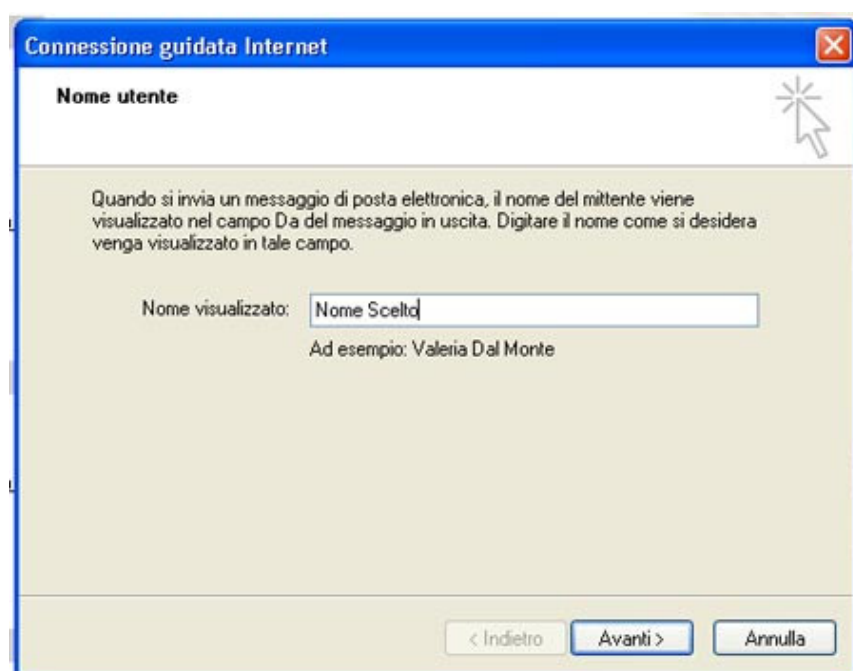 Connessione guidata Internet
Nome utente
Quando si invia un messaggio di posta elettronica, il nome del mittente viene
visualizzato nel campo Da del messaggio in uscita. Digitare il nome come si desidera
venga visualizzato in tale campo.
Nome visualizzato: Nome Scelto
Ad esempio: Valeria Dal Monte
< Indietro Avanti > Annulla